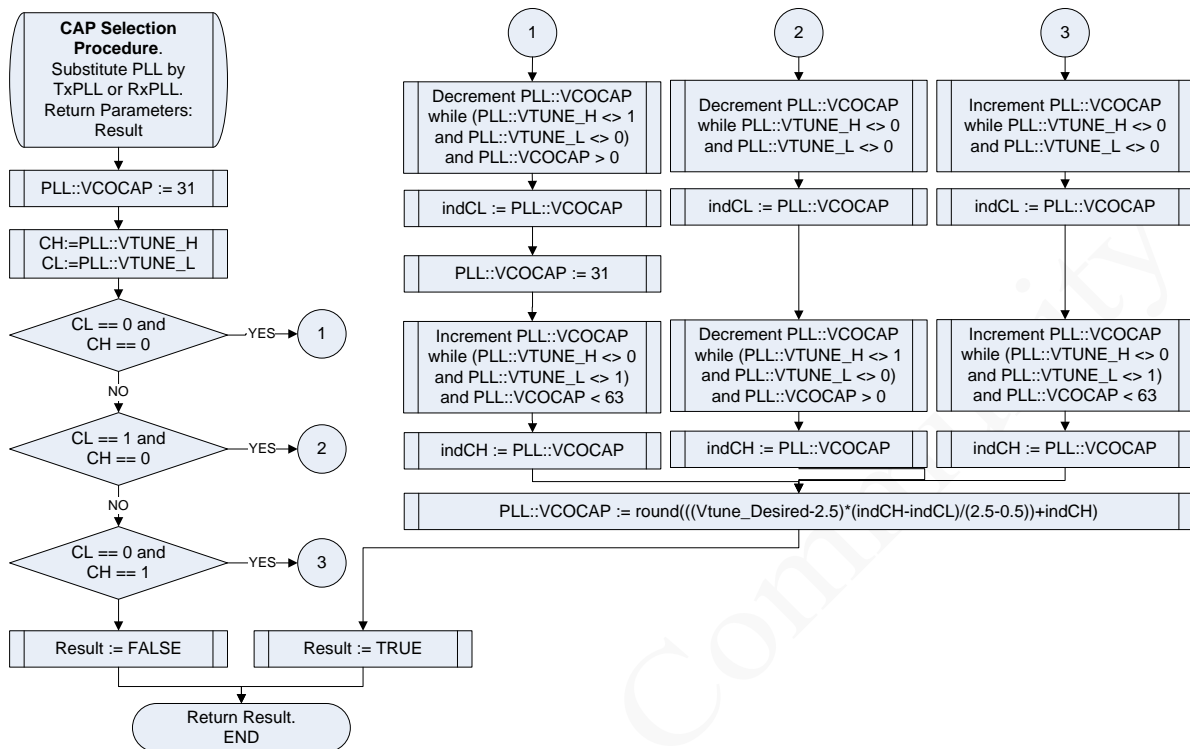 CAP Selection
Procedure.
Substitute PLL by
TxPLL or RxPLL.
Return Parameters:
Result
PLL::VCOCAP := 31
CH:=PLL::VTUNE_H
CL:=PLL::VTUNE_L
CL == 0 and
CH == 0
YES
1
NO
CL == 1 and
CH == 0
YES
2
NO
CL == 0 and
CH == 1
YES
3
Result := FALSE
Result := TRUE
Return Result.
END
1
Decrement PLL::VCOCAP
while (PLL::VTUNE_H <> 1
and PLL::VTUNE_L <> 0)
and PLL::VCOCAP > 0
indCL := PLL::VCOCAP
PLL::VCOCAP := 31
Increment PLL::VCOCAP
while (PLL::VTUNE_H <> 0
and PLL::VTUNE_L <> 1)
and PLL::VCOCAP < 63
indCH := PLL::VCOCAP
2
Decrement PLL::VCOCAP
while PLL::VTUNE_H <> 0
and PLL::VTUNE_L <> 0
indCL := PLL::VCOCAP
Decrement PLL::VCOCAP
while (PLL::VTUNE_H <> 1
and PLL::VTUNE_L <> 0)
and PLL::VCOCAP > 0
indCH := PLL::VCOCAP
3
Increment PLL::VCOCAP
while PLL::VTUNE_H <> 0
and PLL::VTUNE_L <> 0
indCL := PLL::VCOCAP
Increment PLL::VCOCAP
while (PLL::VTUNE_H <> 0
and PLL::VTUNE_L <> 1)
and PLL::VCOCAP < 63
indCH := PLL::VCOCAP
PLL::VCOCAP := round(((Vtune_Desired-2.5)*(indCH-indCL)/(2.5-0.5))+indCH)
Community